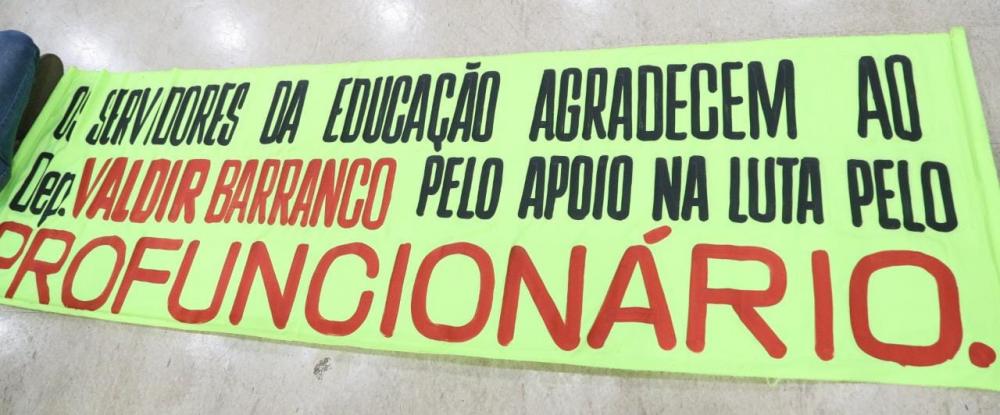 OS SERVIDORES DA EDUCAÇÃO AGRADECEM AO
Dep. VALDIR BARRANCO PELO APOIO NA LUTA PELO
PROFUNCIONÁRIO.